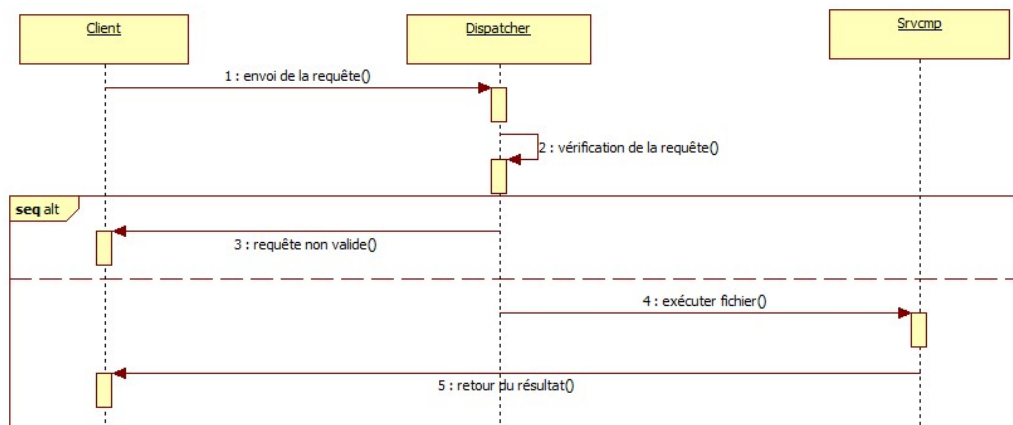 Client
Dispatcher
Srvcmp
1 : envoi de la requête()
2 : vérification de la requête()
seq alt
3 : requête non valide()
4 : exécuter fichier()
5 : retour du résultat()